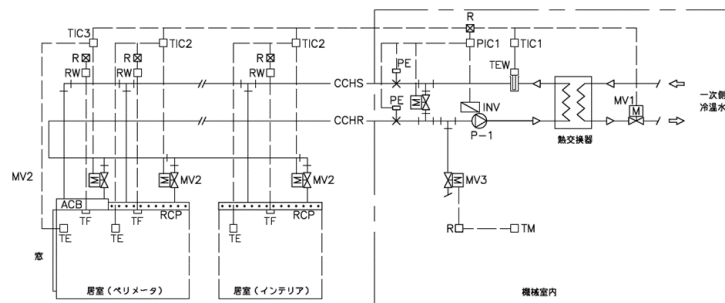 R
TIC3
TIC2
TIC2
PIC1
TIC1
R
R
R
RW
RW
RW
PE
TEW
CCHS
一次側
冷温水
PE
M
MV1
M
INV
CCHR
P-1
熱交換器
MV2
M
M
MV2
M
MV2
M
MV3
ACB
RCP
RCP
TF
TF
TF
TE
TE
TE
R
TM
窓
居室(ペリメータ)
居室(インテリア)
機械室内